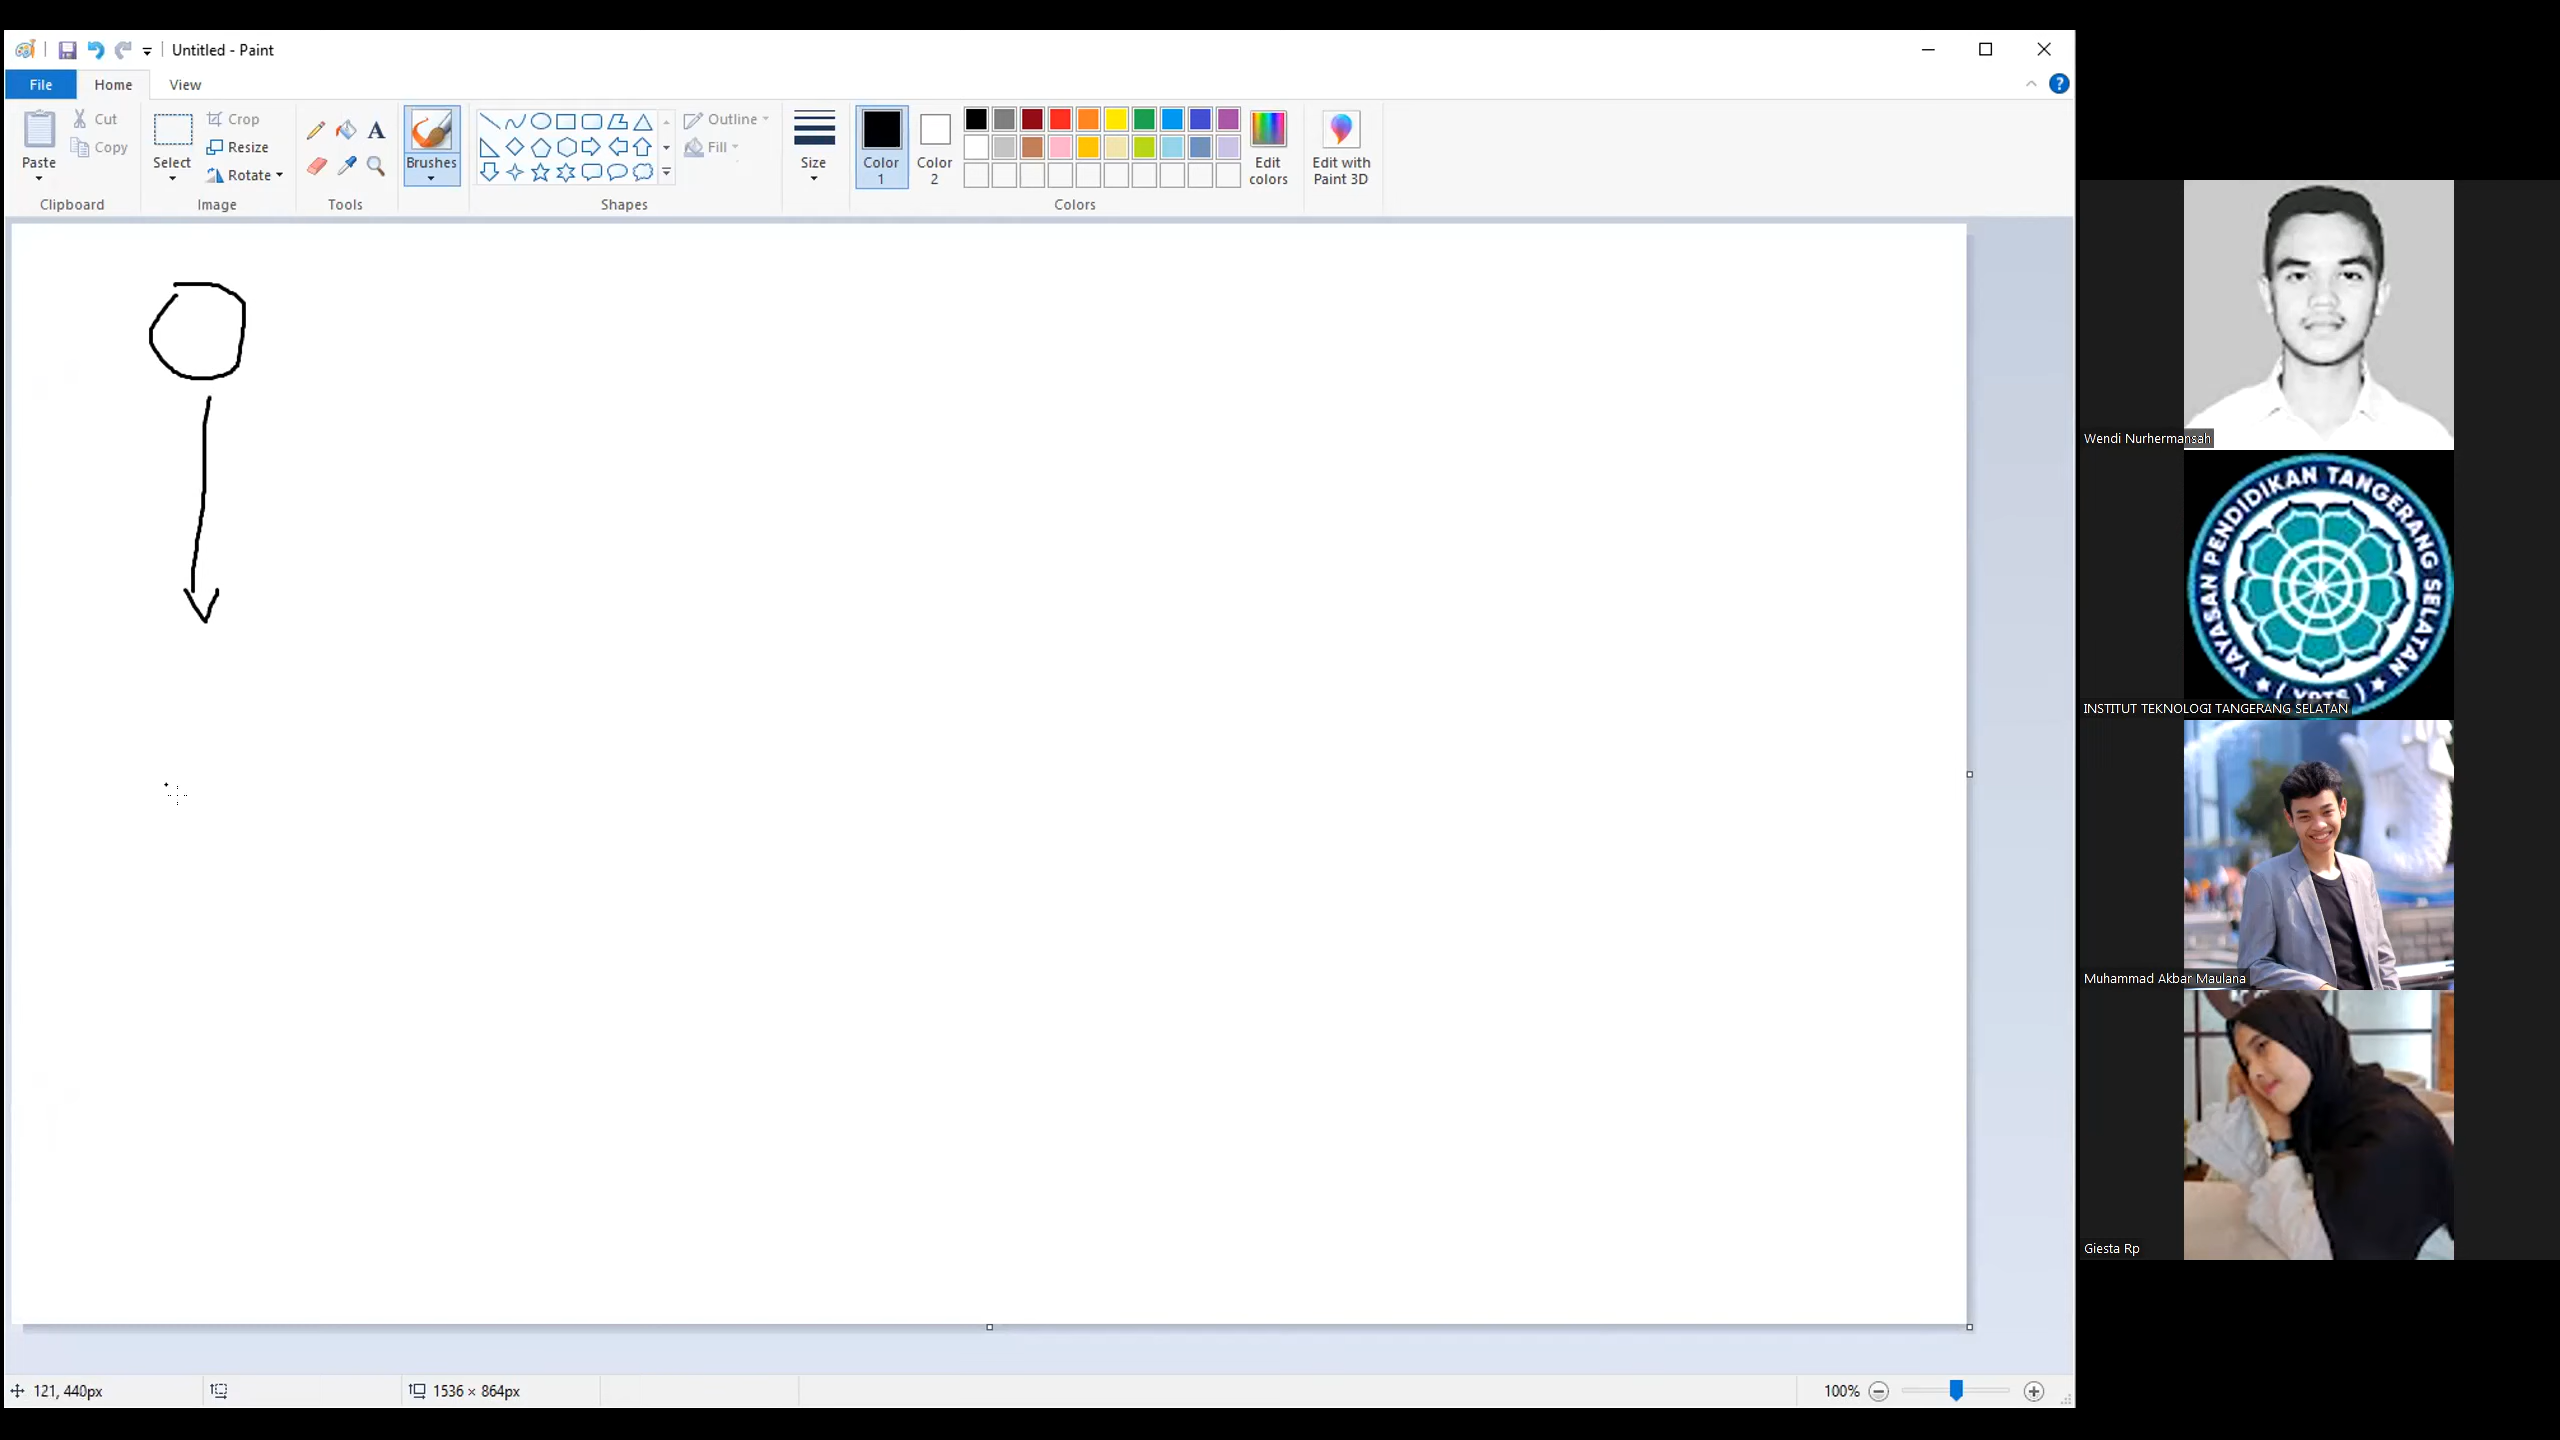 Untitled - Paint
File Home View
Paste
Cut
Copy
Clipboard
Select
Crop
Resize
Rotate
Image
A
Tools
Brushes
Shapes
Outline
Fill
Size
Color 1
Color 2
Edit colors
Colors
Edit with Paint 3D
?
Wendi Nurhermansah
YAYASAN PENDIDIKAN TANGERANG SELATAN
(YPTS)
INSTITUT TEKNOLOGI TANGERANG SELATAN
Muhammad Akbar Maulana
Giesta Rp
121, 440px
1536 × 864px
100%